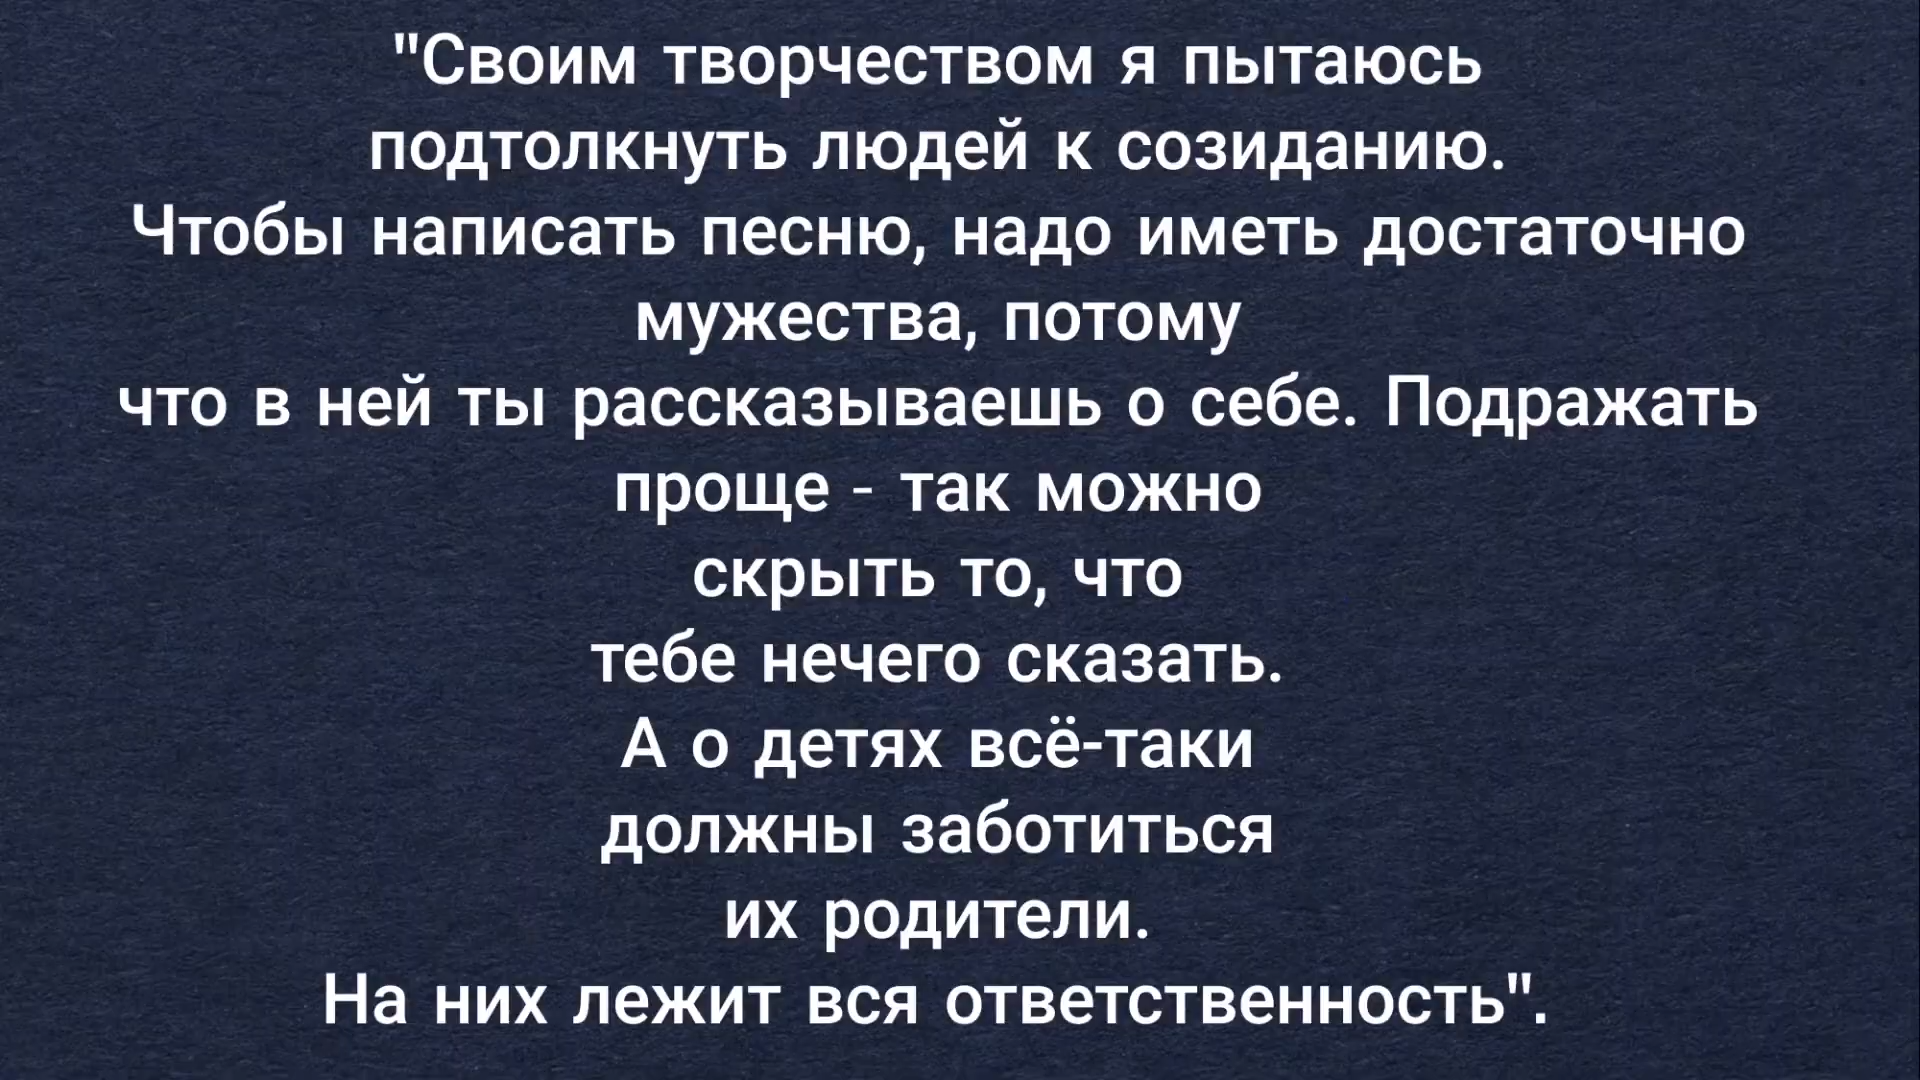 "Своим творчеством я пытаюсь
подтолкнуть людей к созиданию.
Чтобы написать песню, надо иметь достаточно
мужества, потому
что в ней ты рассказываешь о себе. Подражать
проще - так можно
скрыть то, что
тебе нечего сказать.
А о детях всё-таки
должны заботиться
их родители.
На них лежит вся ответственность".